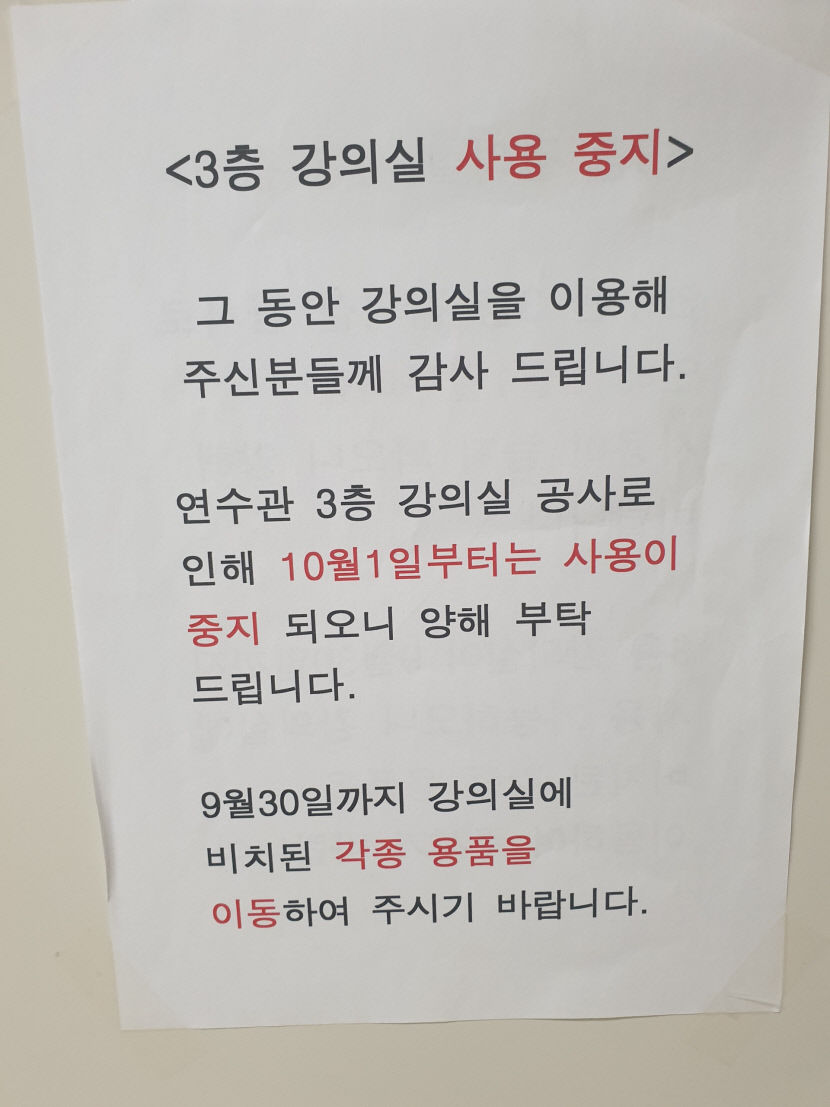 <3층 강의실 사용 중지>
그 동안 강의실을 이용해
주신분들께 감사 드립니다.
연수관 3층 강의실 공사로
인해 10월1일부터는 사용이
중지 되오니 양해 부탁
드립니다.
9월30일까지 강의실에
비치된 각종 용품을
이동하여 주시기 바랍니다.